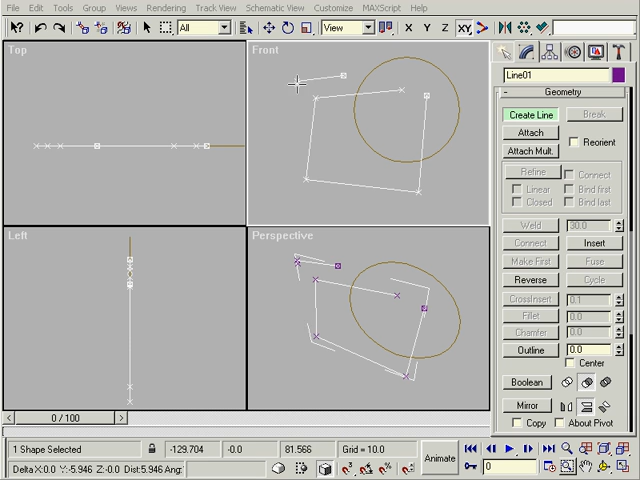 File Edit Tools Group Views Rendering Track View Schematic View Customize MAXScript Help
All View X Y Z XY
Top
Front
Left
Perspective
Line01
- Geometry
Create Line Break
Attach Reorient
Attach Mult.
Refine Connect
Linear Bind first
Closed Bind last
Weld 30.0
Connect Insert
Make First Fuse
Reverse Cycle
CrossInsert 0.1
Fillet 0.0
Chamfer 0.0
Outline 0.0
Center
Boolean
Mirror
Copy About Pivot
< 0 / 100 >
1 Shape Selected -129.704 -0.0 81.566 Grid = 10.0
Animate
0
Delta X:0.0 Y:-5.946 Z:-0.0 Dist:5.946 Ang: